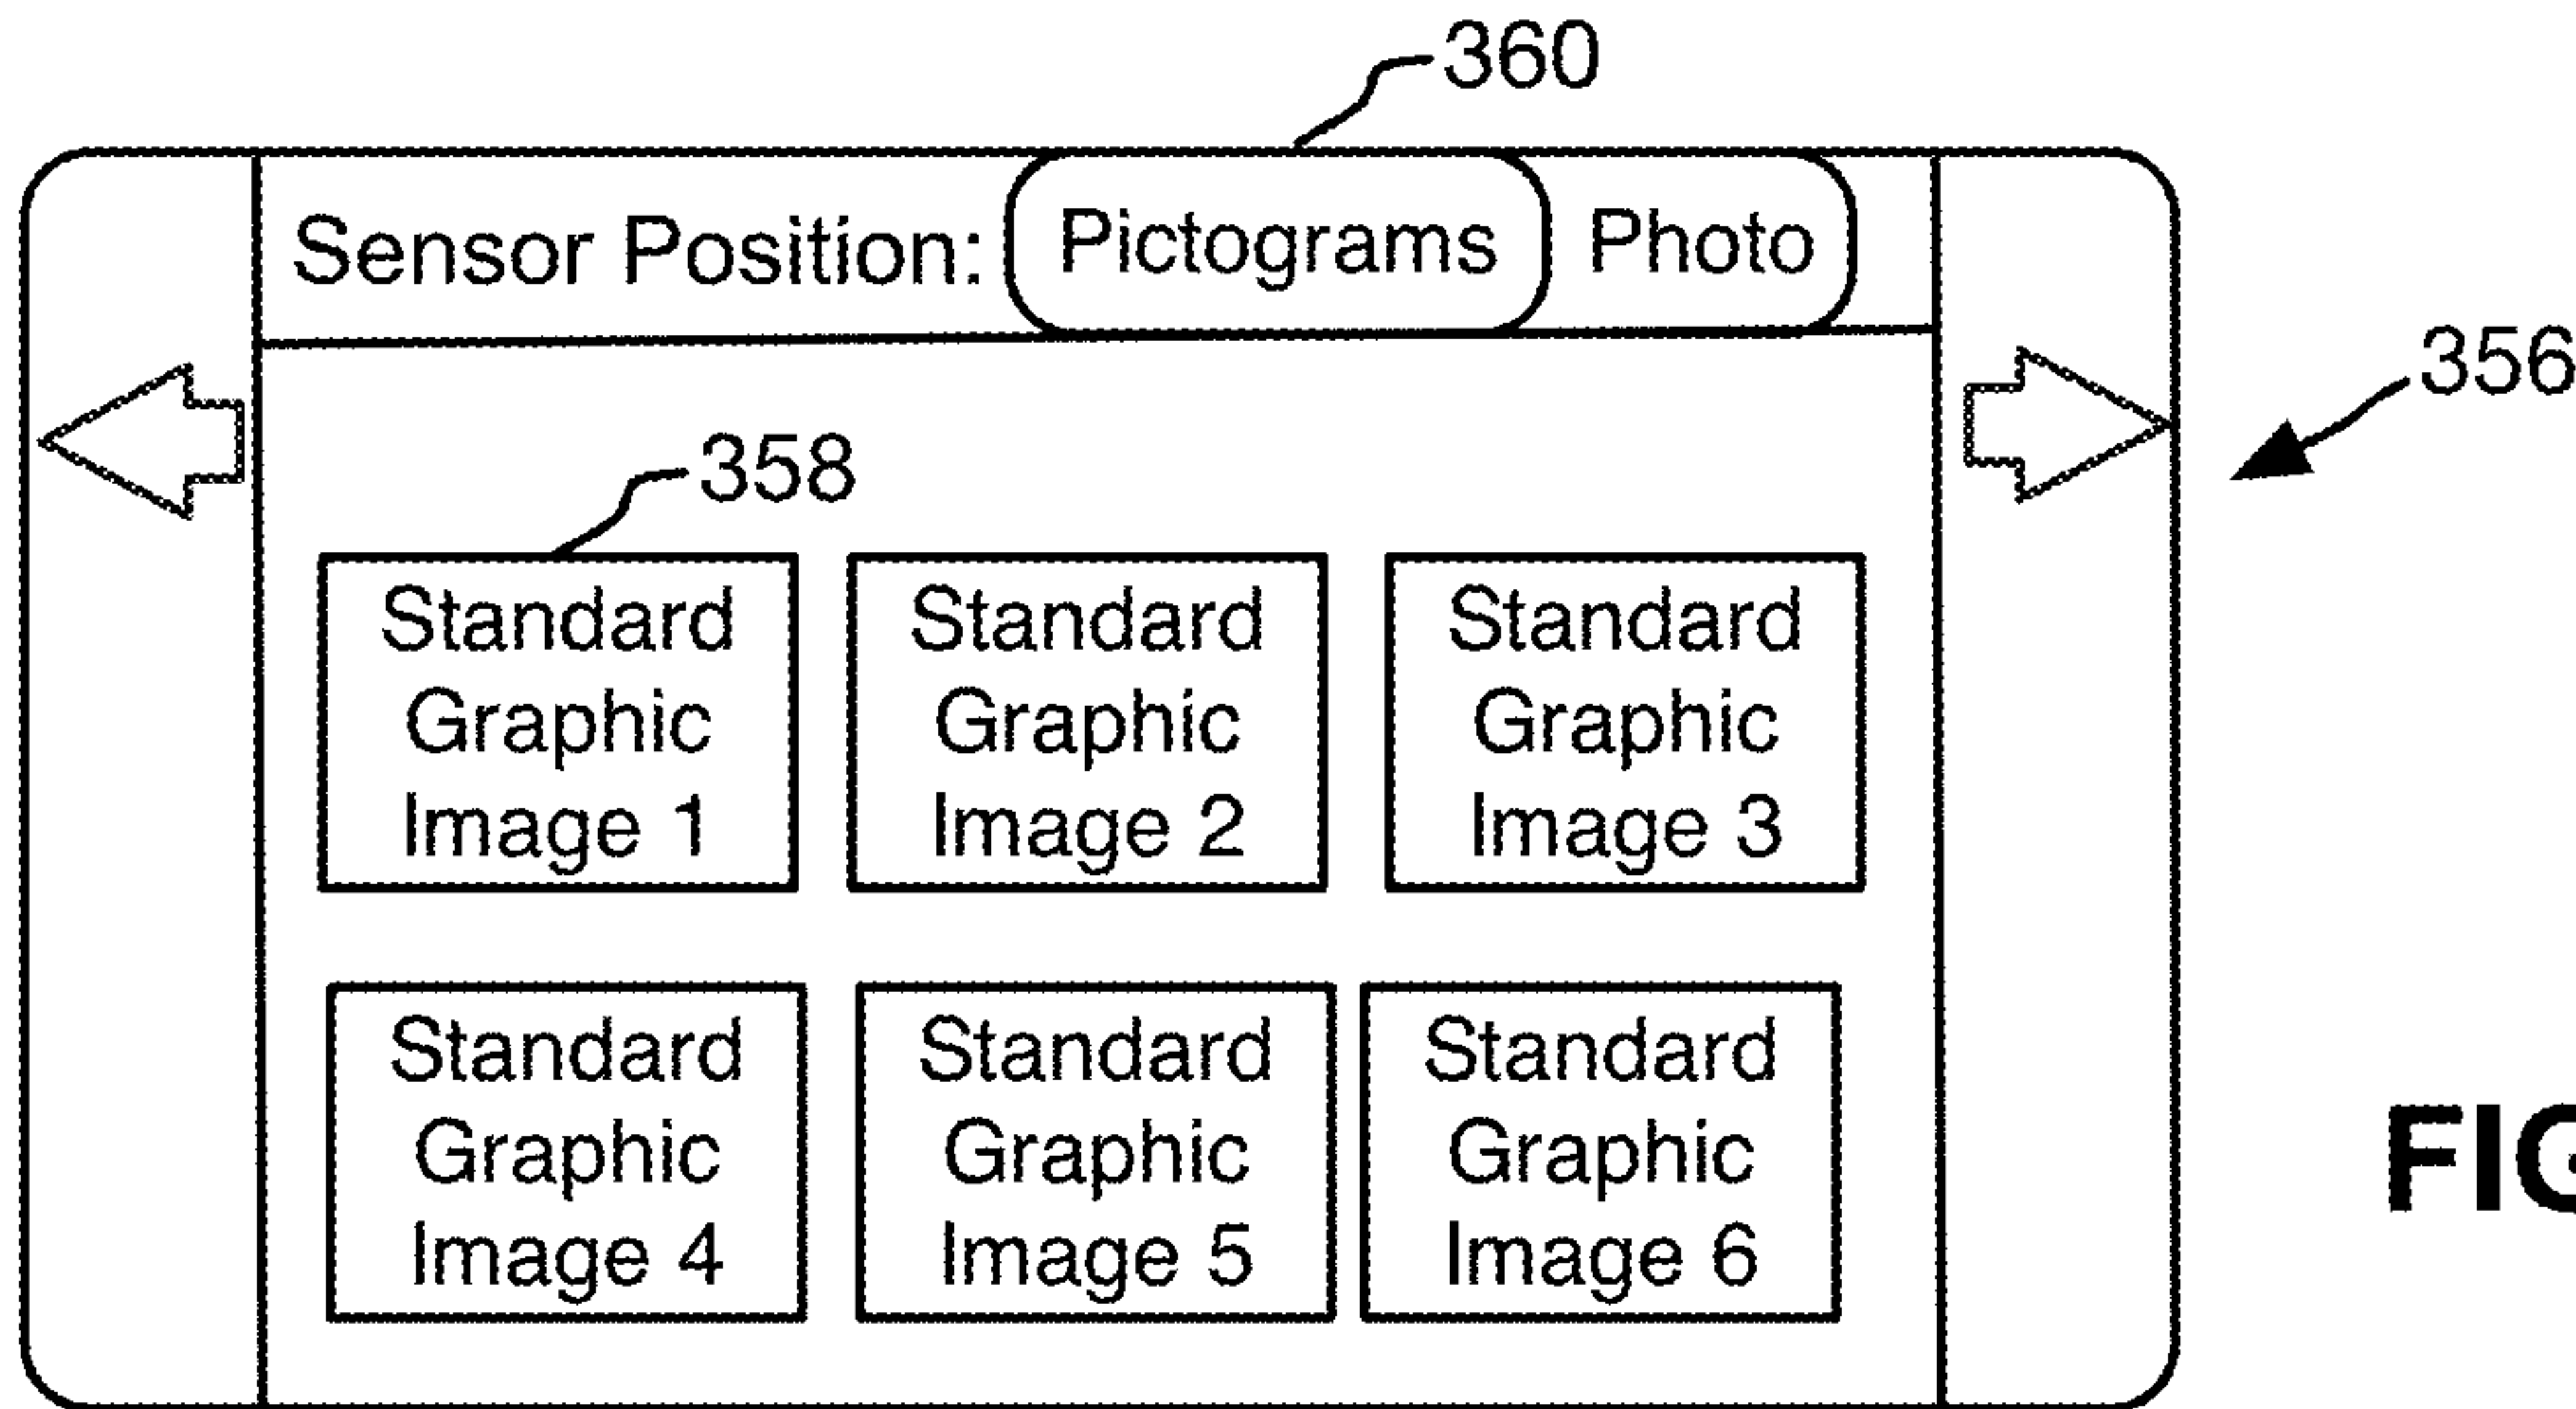 360
Sensor Position: Pictograms Photo
356
358
Standard Graphic Image 1
Standard Graphic Image 2
Standard Graphic Image 3
Standard Graphic Image 4
Standard Graphic Image 5
Standard Graphic Image 6
FIG